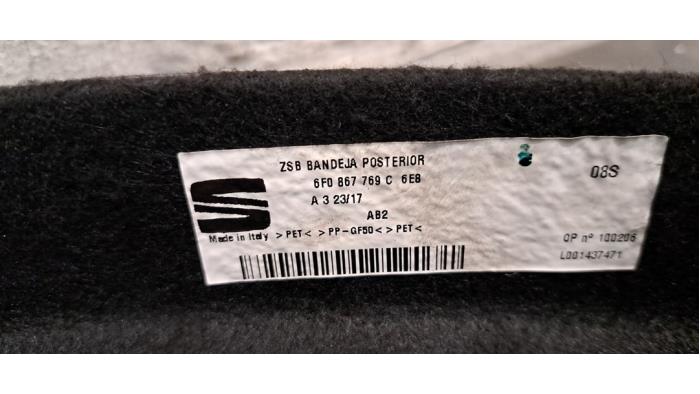 ZSB BANDEJA POSTERIOR
6F0 867 769 C 6E8
08S
A 3 23/17
AB2
Made in Italy >PET< >PP-GF50<>PET<
OP nº 100206
L001437471